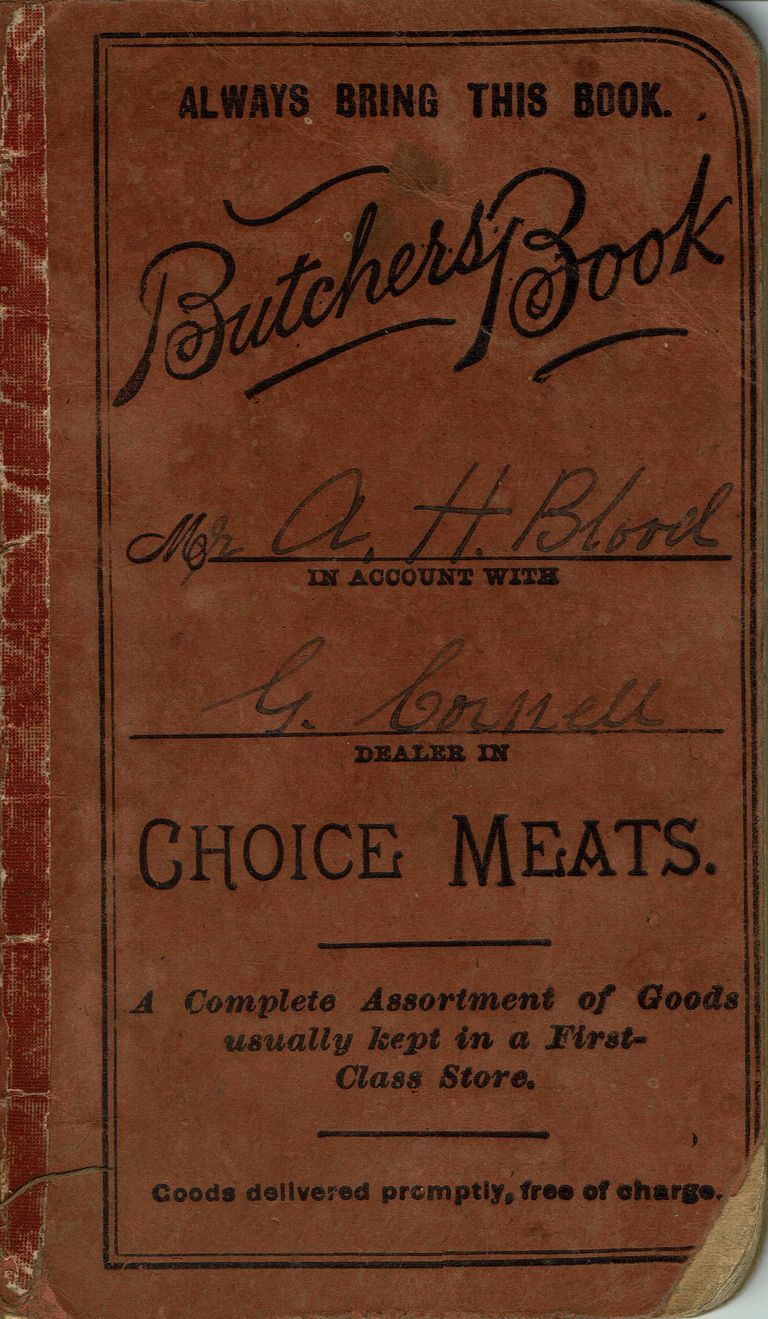 ALWAYS BRING THIS BOOK.
Butchers' Book
Mr A. H. Blood
IN ACCOUNT WITH
G. Cornell
DEALER IN
CHOICE MEATS.
A Complete Assortment of Goods
usually kept in a First-
Class Store.
Goods delivered promptly, free of charge.